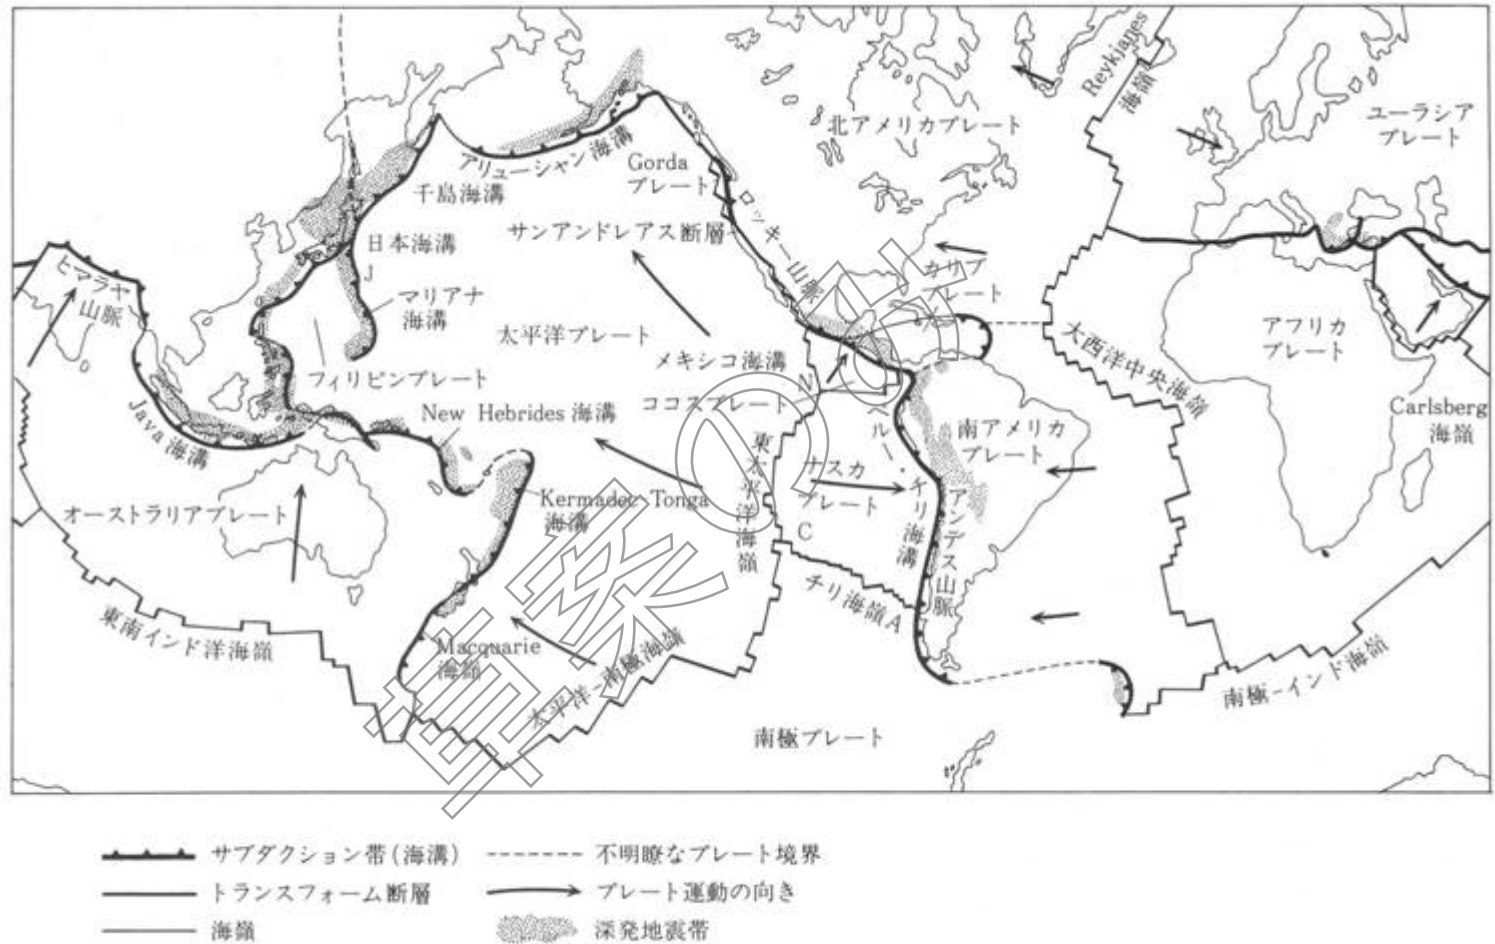 Reykjanes
海嶺
ユーラシア
プレート
北アメリカプレート
アリューシャン海溝
Gorda
プレート
千島海溝
サンアンドレアス断層
ロッキー山脈
日本海溝
J
ヒマラヤ
山脈
マリアナ
海溝
カリブ
プレート
太平洋プレート
アフリカ
プレート
メキシコ海溝
大西洋中央海嶺
フィリピンプレート
ココスプレート
New Hebrides 海溝
Java 海溝
Carlsberg
海嶺
南アメリカ
プレート
東太平洋海嶺
ナスカ
プレート
ペルー・チリ海溝
アンデス山脈
Kermadec Tonga
海溝
オーストラリアプレート
C
チリ海嶺 A
東南インド洋海嶺
Macquarie
海嶺
太平洋–南極海嶺
南極–インド海嶺
南極プレート
サブダクション帯(海溝)
不明瞭なプレート境界
トランスフォーム断層
プレート運動の向き
海嶺
深発地震帯